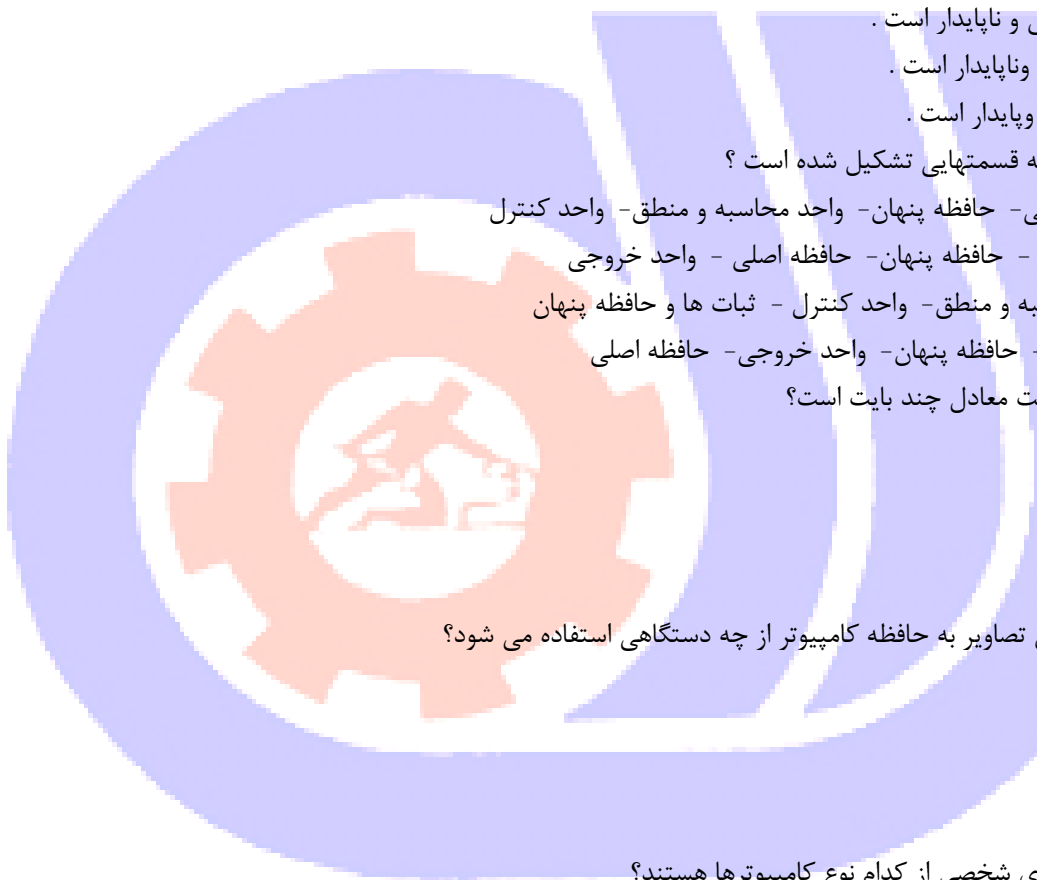 و ناپایدار است .
وناپایدار است .
وپایدار است .
قسمتهایی تشکیل شده است ؟
- حافظه پنهان- واحد محاسبه و منطق- واحد کنترل
- حافظه پنهان- حافظه اصلی - واحد خروجی
و منطق- واحد کنترل - ثبات ها و حافظه پنهان
- حافظه پنهان- واحد خروجی- حافظه اصلی
معادل چند بایت است؟
تصاویر به حافظه کامپیوتر از چه دستگاهی استفاده می شود؟
شخصی از کدام نوع کامپیوترها هستند؟